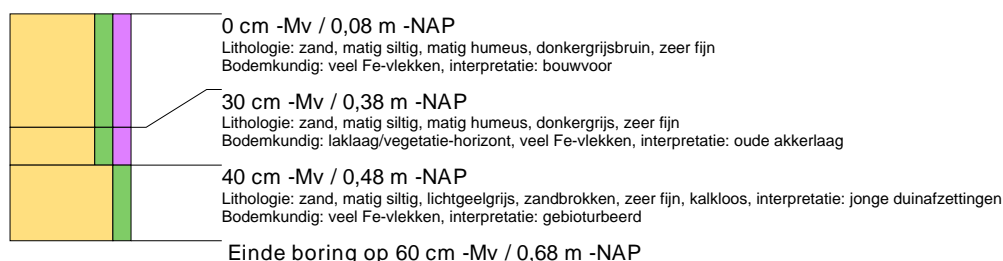 0 cm -Mv / 0,08 m -NAP
Lithologie: zand, matig siltig, matig humeus, donkergrijsbruin, zeer fijn
Bodemkundig: veel Fe-vlekken, interpretatie: bouwvoor
30 cm -Mv / 0,38 m -NAP
Lithologie: zand, matig siltig, matig humeus, donkergrijs, zeer fijn
Bodemkundig: laklaag/vegetatie-horizont, veel Fe-vlekken, interpretatie: oude akkerlaag
40 cm -Mv / 0,48 m -NAP
Lithologie: zand, matig siltig, lichtgeelgrijs, zandbrokken, zeer fijn, kalkloos, interpretatie: jonge duinafzettingen
Bodemkundig: veel Fe-vlekken, interpretatie: gebioturbeerd
Einde boring op 60 cm -Mv / 0,68 m -NAP